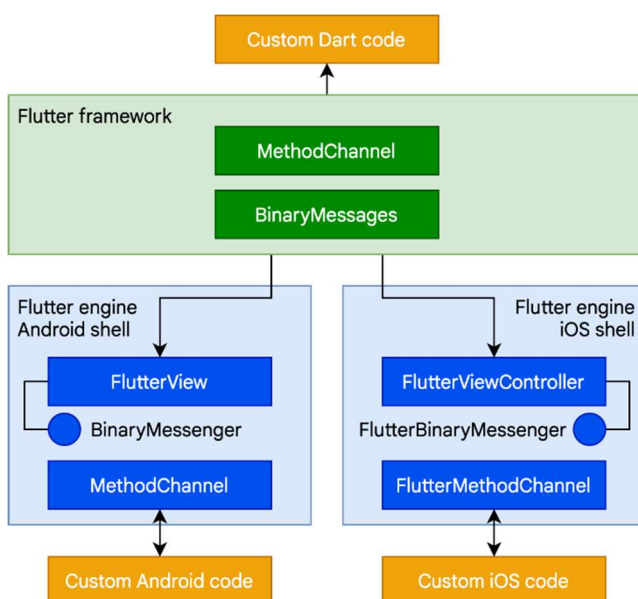 Custom Dart code
Flutter framework
MethodChannel
BinaryMessages
Flutter engine
Android shell
FlutterView
BinaryMessenger
MethodChannel
Custom Android code
Flutter engine
iOS shell
FlutterViewController
FlutterBinaryMessenger
FlutterMethodChannel
Custom iOS code